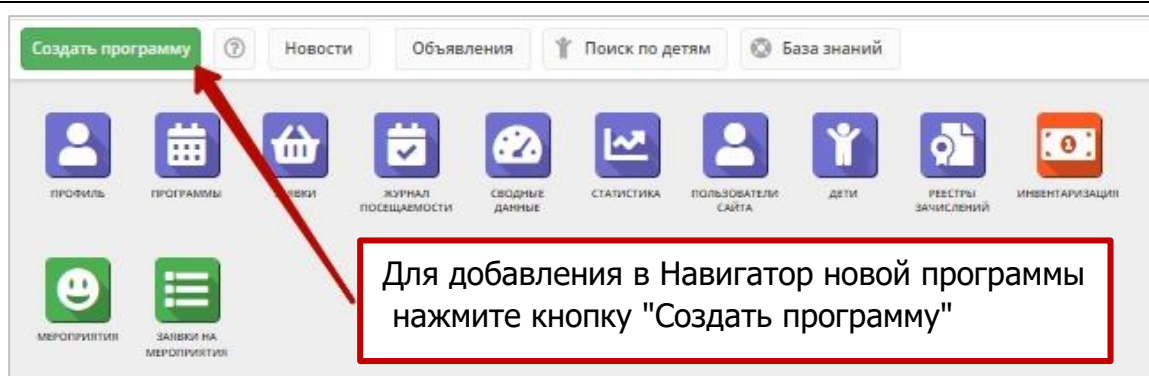 Создать программу
Новости
Объявления
Поиск по детям
База знаний
ПРОФИЛЬ
ПРОГРАММЫ
ЖУРНАЛ
ПОСЕЩАЕМОСТИ
СВОДНЫЕ
ДАННЫЕ
СТАТИСТИКА
ПОЛЬЗОВАТЕЛИ
САЙТА
ДЕТИ
РЕЕСТРЫ
ЗАЧИСЛЕНИЙ
ИНВЕНТАРИЗАЦИЯ
МЕРОПРИЯТИЯ
ЗАЯВКИ НА
МЕРОПРИЯТИЯ
Для добавления в Навигатор новой программы
нажмите кнопку "Создать программу"